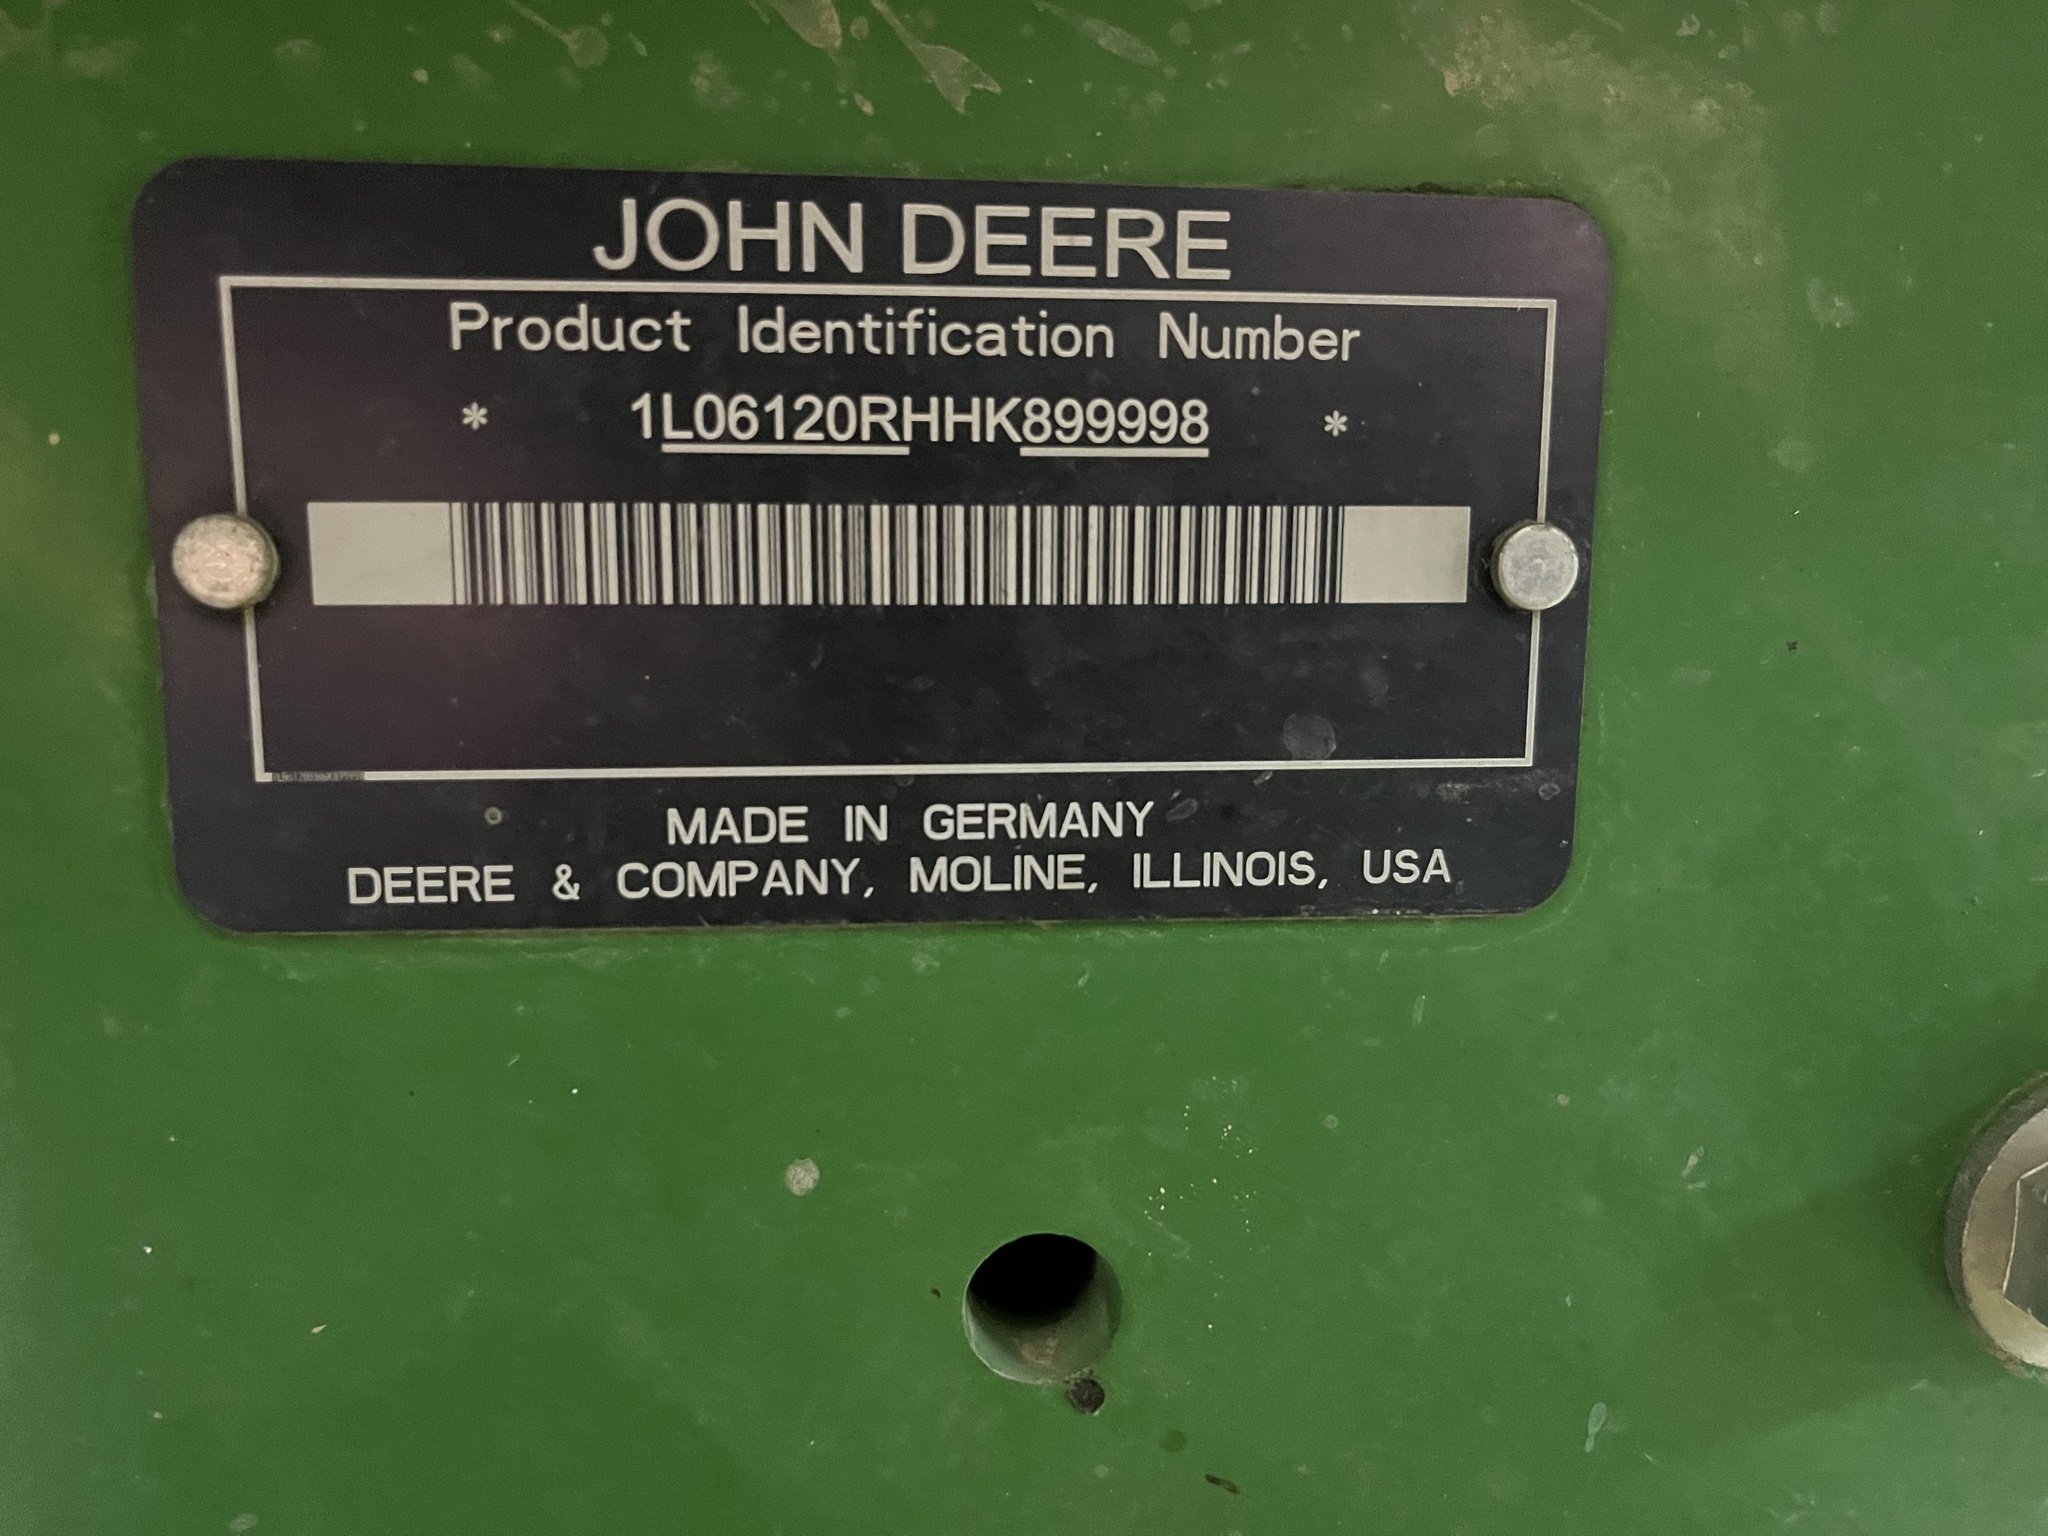 JOHN DEERE
Product Identification Number
* 1L06120RHHK899998 *
MADE IN GERMANY
DEERE & COMPANY, MOLINE, ILLINOIS, USA